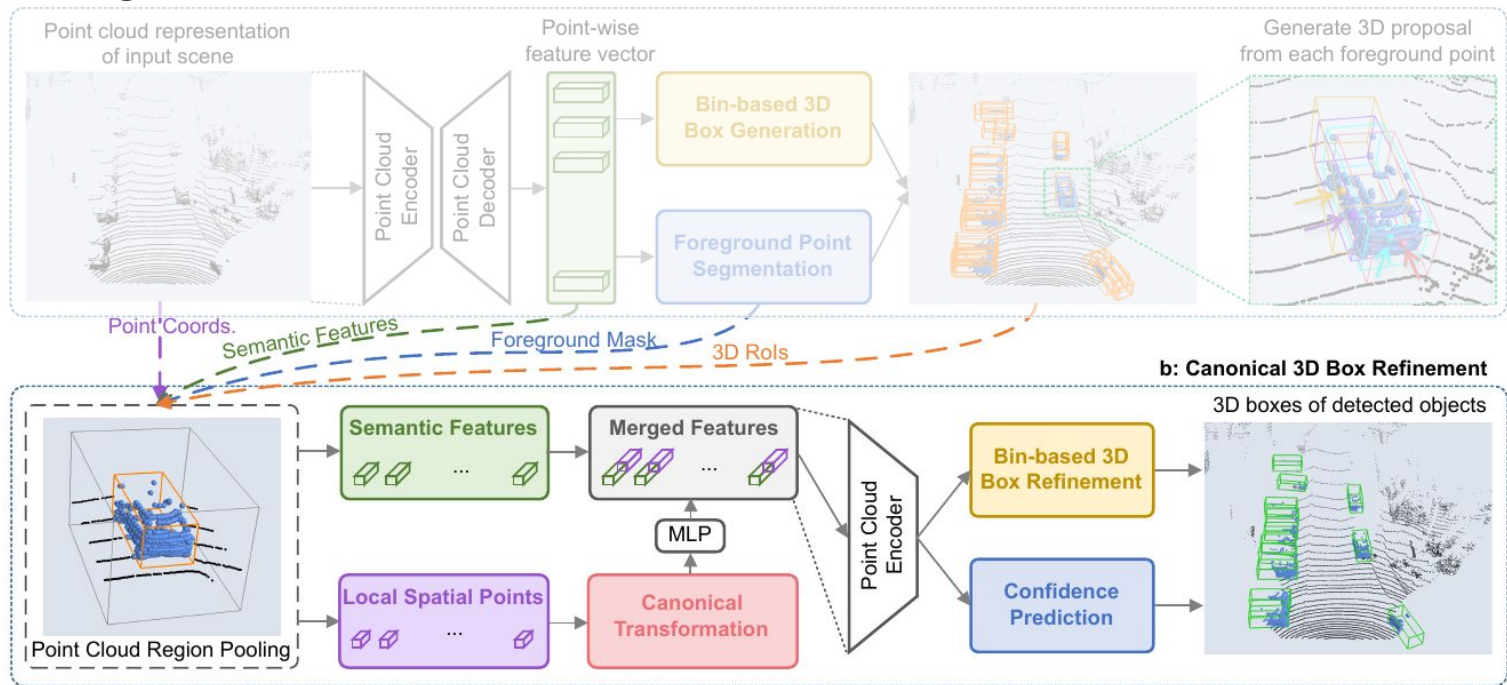 Point cloud representation
of input scene
Point-wise
feature vector
Generate 3D proposal
from each foreground point
Point Cloud
Encoder
Point Cloud
Decoder
Bin-based 3D
Box Generation
Foreground Point
Segmentation
Point Coords.
Semantic Features
Foreground Mask
3D RoIs
b: Canonical 3D Box Refinement
Semantic Features
...
Merged Features
...
3D boxes of detected objects
Bin-based 3D
Box Refinement
MLP
Point Cloud
Encoder
Local Spatial Points
...
Canonical
Transformation
Confidence
Prediction
Point Cloud Region Pooling